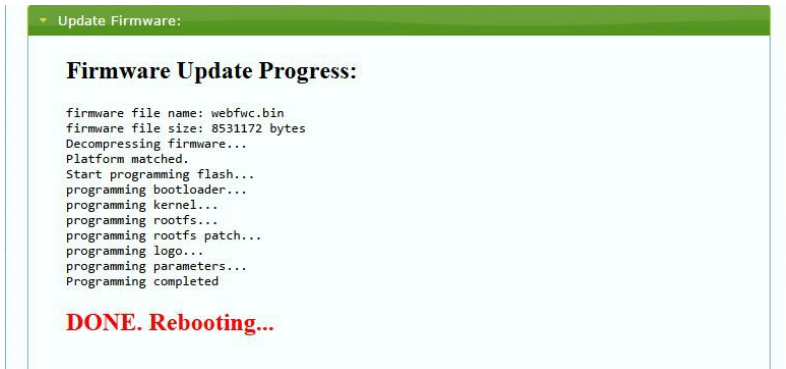 Update Firmware:
Firmware Update Progress:
firmware file name: webfwc.bin
firmware file size: 8531172 bytes
Decompressing firmware...
Platform matched.
Start programming flash...
programming bootloader...
programming kernel...
programming rootfs...
programming rootfs patch...
programming logo...
programming parameters...
Programming completed
DONE. Rebooting...